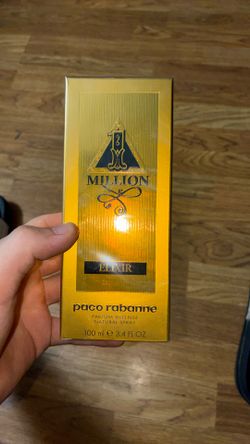 1
MILLION
ELIXIR
paco rabanne
PARFUM INTENSE
NATURAL SPRAY
100 ml ℮ 3.4 FL OZ